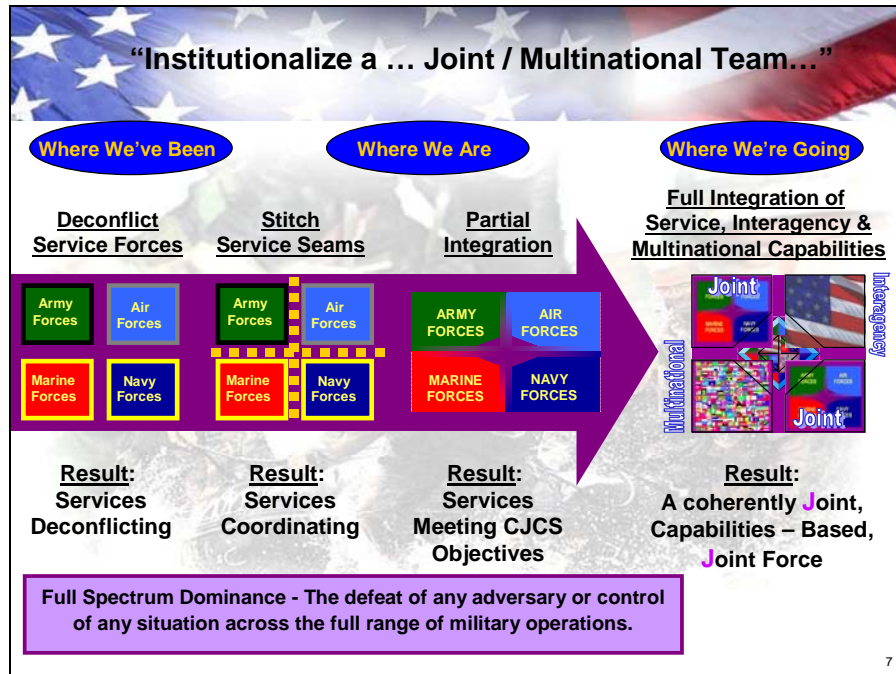 “Institutionalize a … Joint / Multinational Team…”
Where We've Been
Where We Are
Where We're Going
Deconflict
Service Forces
Stitch
Service Seams
Partial
Integration
Full Integration of
Service, Interagency &
Multinational Capabilities
Army
Forces
Air
Forces
Marine
Forces
Navy
Forces
Army
Forces
Air
Forces
Marine
Forces
Navy
Forces
ARMY
FORCES
AIR
FORCES
MARINE
FORCES
NAVY
FORCES
Joint
Interagency
Multinational
Joint
Result:
Services
Deconflicting
Result:
Services
Coordinating
Result:
Services
Meeting CJCS
Objectives
Result:
A coherently Joint,
Capabilities – Based,
Joint Force
Full Spectrum Dominance - The defeat of any adversary or control
of any situation across the full range of military operations.
7